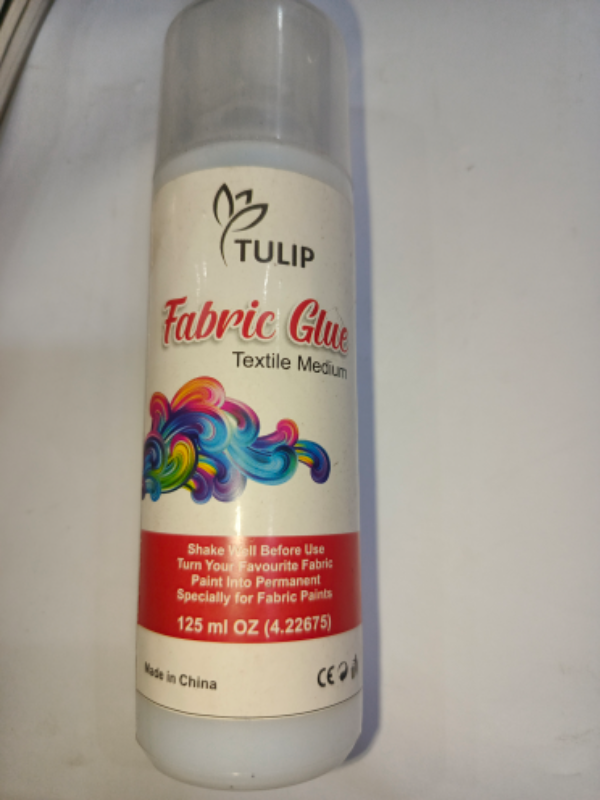 TULIP
Fabric Glue
Textile Medium
Shake Well Before Use
Turn Your Favourite Fabric
Paint Into Permanent
Specially for Fabric Paints
125 ml OZ (4.22675)
Made in China
CE